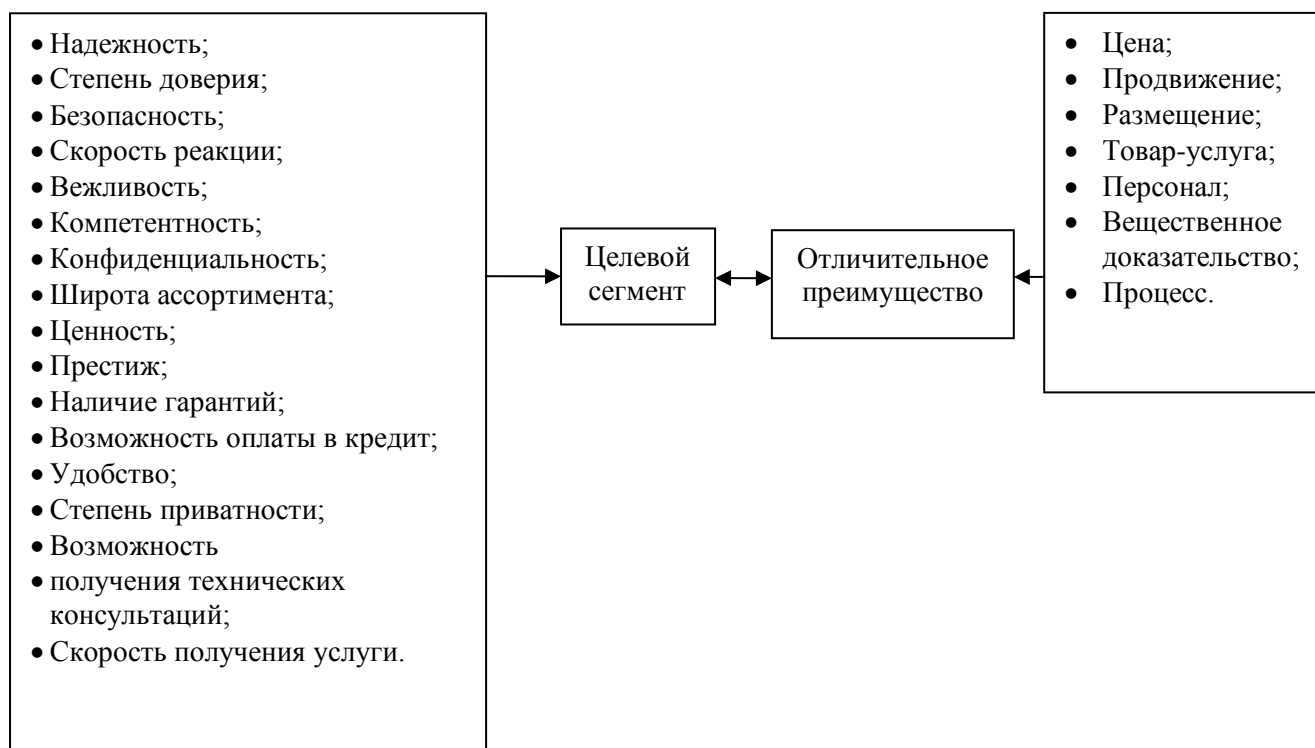 • Надежность;
• Степень доверия;
• Безопасность;
• Скорость реакции;
• Вежливость;
• Компетентность;
• Конфиденциальность;
• Широта ассортимента;
• Ценность;
• Престиж;
• Наличие гарантий;
• Возможность оплаты в кредит;
• Удобство;
• Степень приватности;
• Возможность
• получения технических
консультаций;
• Скорость получения услуги.
Целевой
сегмент
Отличительное
преимущество
• Цена;
• Продвижение;
• Размещение;
• Товар-услуга;
• Персонал;
• Вещественное
доказательство;
• Процесс.